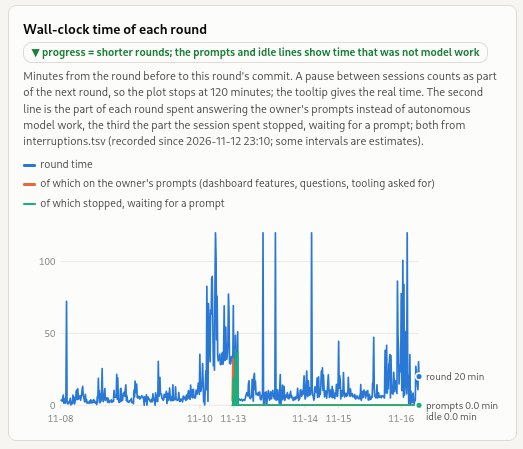 Wall-clock time of each round
▼ progress = shorter rounds; the prompts and idle lines show time that was not model work
Minutes from the round before to this round's commit. A pause between sessions counts as part
of the next round, so the plot stops at 120 minutes; the tooltip gives the real time. The second
line is the part of each round spent answering the owner's prompts instead of autonomous
model work, the third the part the session spent stopped, waiting for a prompt; both from
interruptions.tsv (recorded since 2026-11-12 23:10; some intervals are estimates).
round time
of which on the owner's prompts (dashboard features, questions, tooling asked for)
of which stopped, waiting for a prompt
100
50
0
round 20 min
prompts 0.0 min
idle 0.0 min
11-08 11-10 11-13 11-14 11-15 11-16